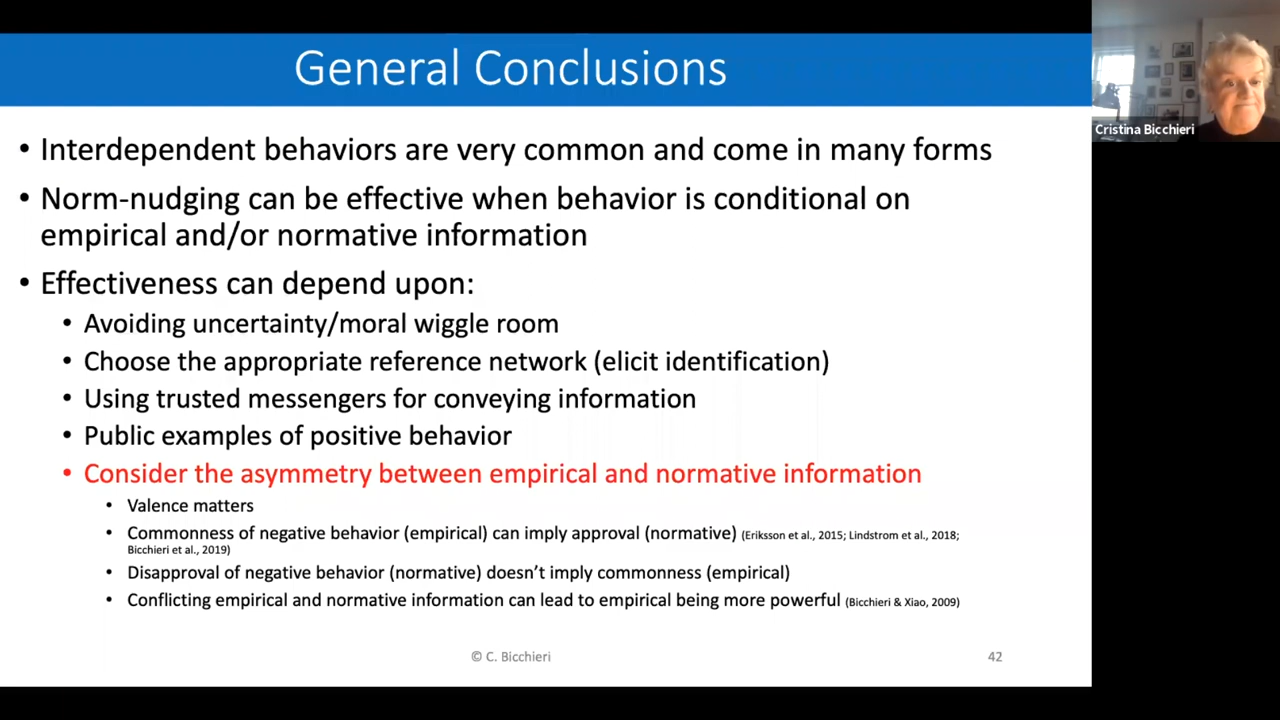 General Conclusions
Cristina Bicchieri
• Interdependent behaviors are very common and come in many forms
• Norm-nudging can be effective when behavior is conditional on
empirical and/or normative information
• Effectiveness can depend upon:
• Avoiding uncertainty/moral wiggle room
• Choose the appropriate reference network (elicit identification)
• Using trusted messengers for conveying information
• Public examples of positive behavior
• Consider the asymmetry between empirical and normative information
• Valence matters
• Commonness of negative behavior (empirical) can imply approval (normative) (Eriksson et al., 2015; Lindstrom et al., 2018;
Bicchieri et al., 2019)
• Disapproval of negative behavior (normative) doesn't imply commonness (empirical)
• Conflicting empirical and normative information can lead to empirical being more powerful (Bicchieri & Xiao, 2009)
© C. Bicchieri
42